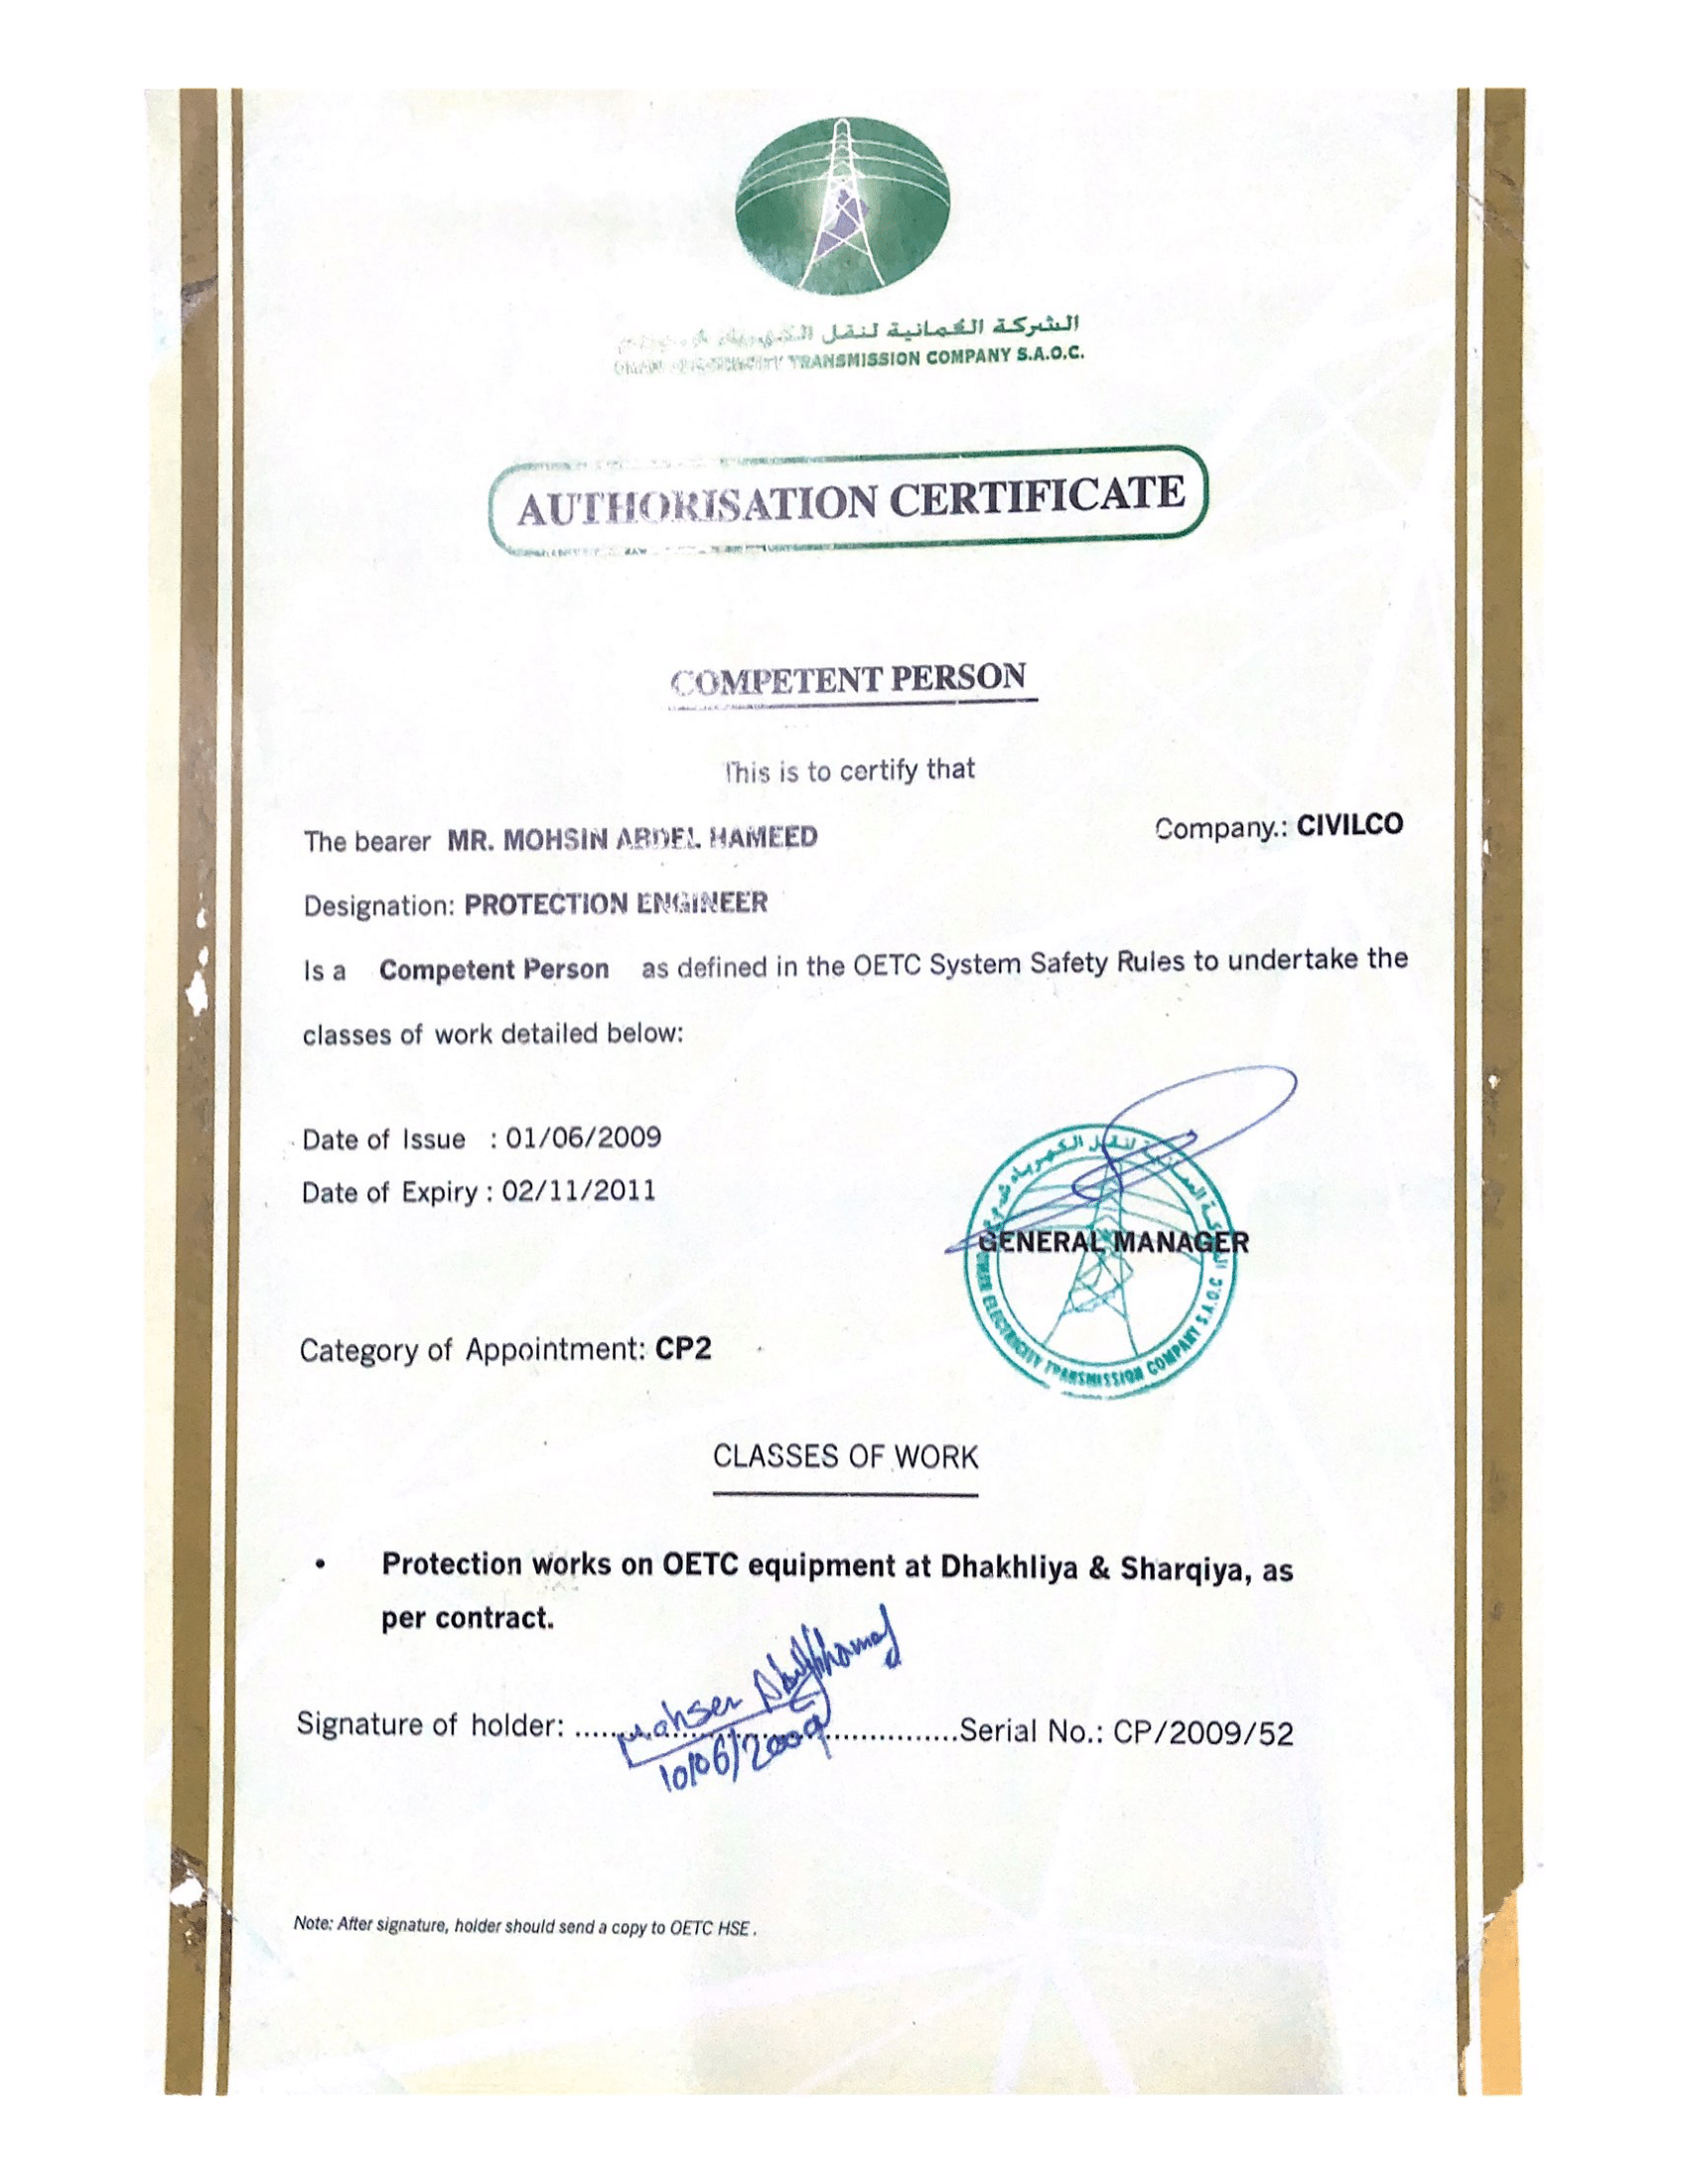 الشركة العمانية لنقل الكهرباء
OMAN ELECTRICITY TRANSMISSION COMPANY S.A.O.C.
AUTHORISATION CERTIFICATE
COMPETENT PERSON
This is to certify that
The bearer MR. MOHSIN ABDEL HAMEED Company.: CIVILCO
Designation: PROTECTION ENGINEER
Is a Competent Person as defined in the OETC System Safety Rules to undertake the
classes of work detailed below:
Date of Issue : 01/06/2009
Date of Expiry : 02/11/2011
GENERAL MANAGER
OMAN ELECTRICITY TRANSMISSION COMPANY S.A.O.C
Category of Appointment: CP2
CLASSES OF WORK
• Protection works on OETC equipment at Dhakhliya & Sharqiya, as
per contract.
Signature of holder: .......Mohsen...........................Serial No.: CP/2009/52
10/06/2009
Note: After signature, holder should send a copy to OETC HSE .